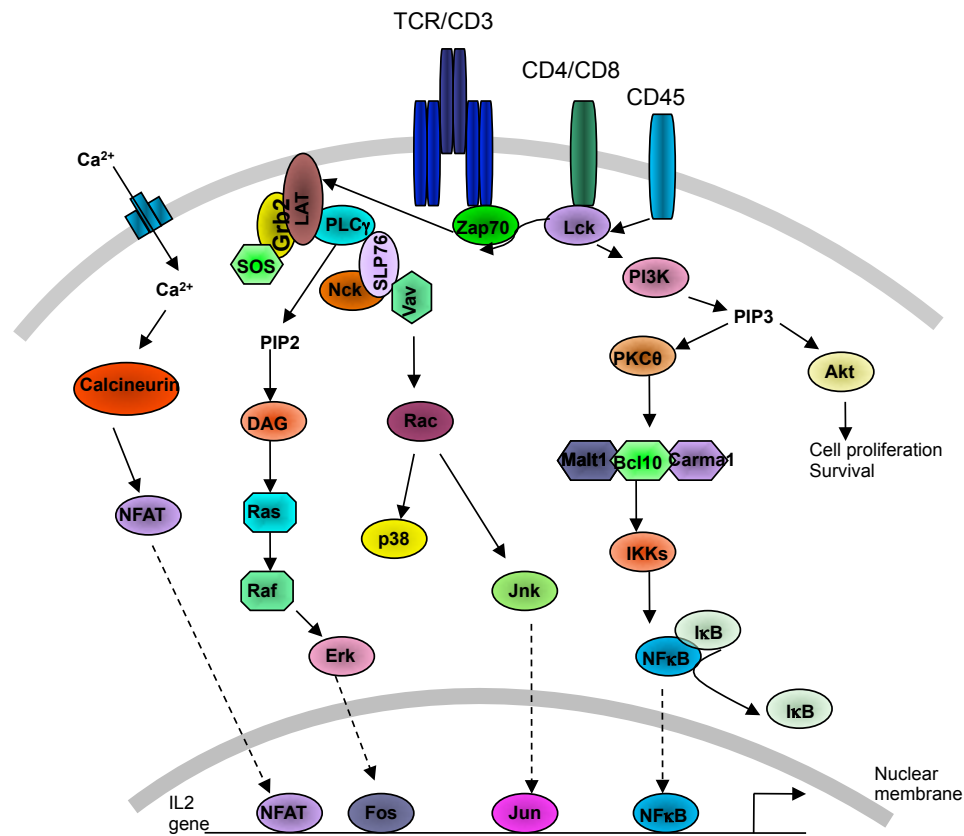 TCR/CD3
CD4/CD8
CD45
Ca²⁺
Grb2
LAT
PLCγ
Zap70
Lck
SOS
SLP76
Nck
Vav
PI3K
Ca²⁺
PIP3
PIP2
PKCθ
Akt
Calcineurin
DAG
Rac
Cell proliferation
Survival
Malt1
Bcl10
Carma1
NFAT
Ras
p38
IKKs
Raf
Jnk
IκB
Erk
NFκB
IκB
Nuclear
membrane
IL2
gene
NFAT
Fos
Jun
NFκB